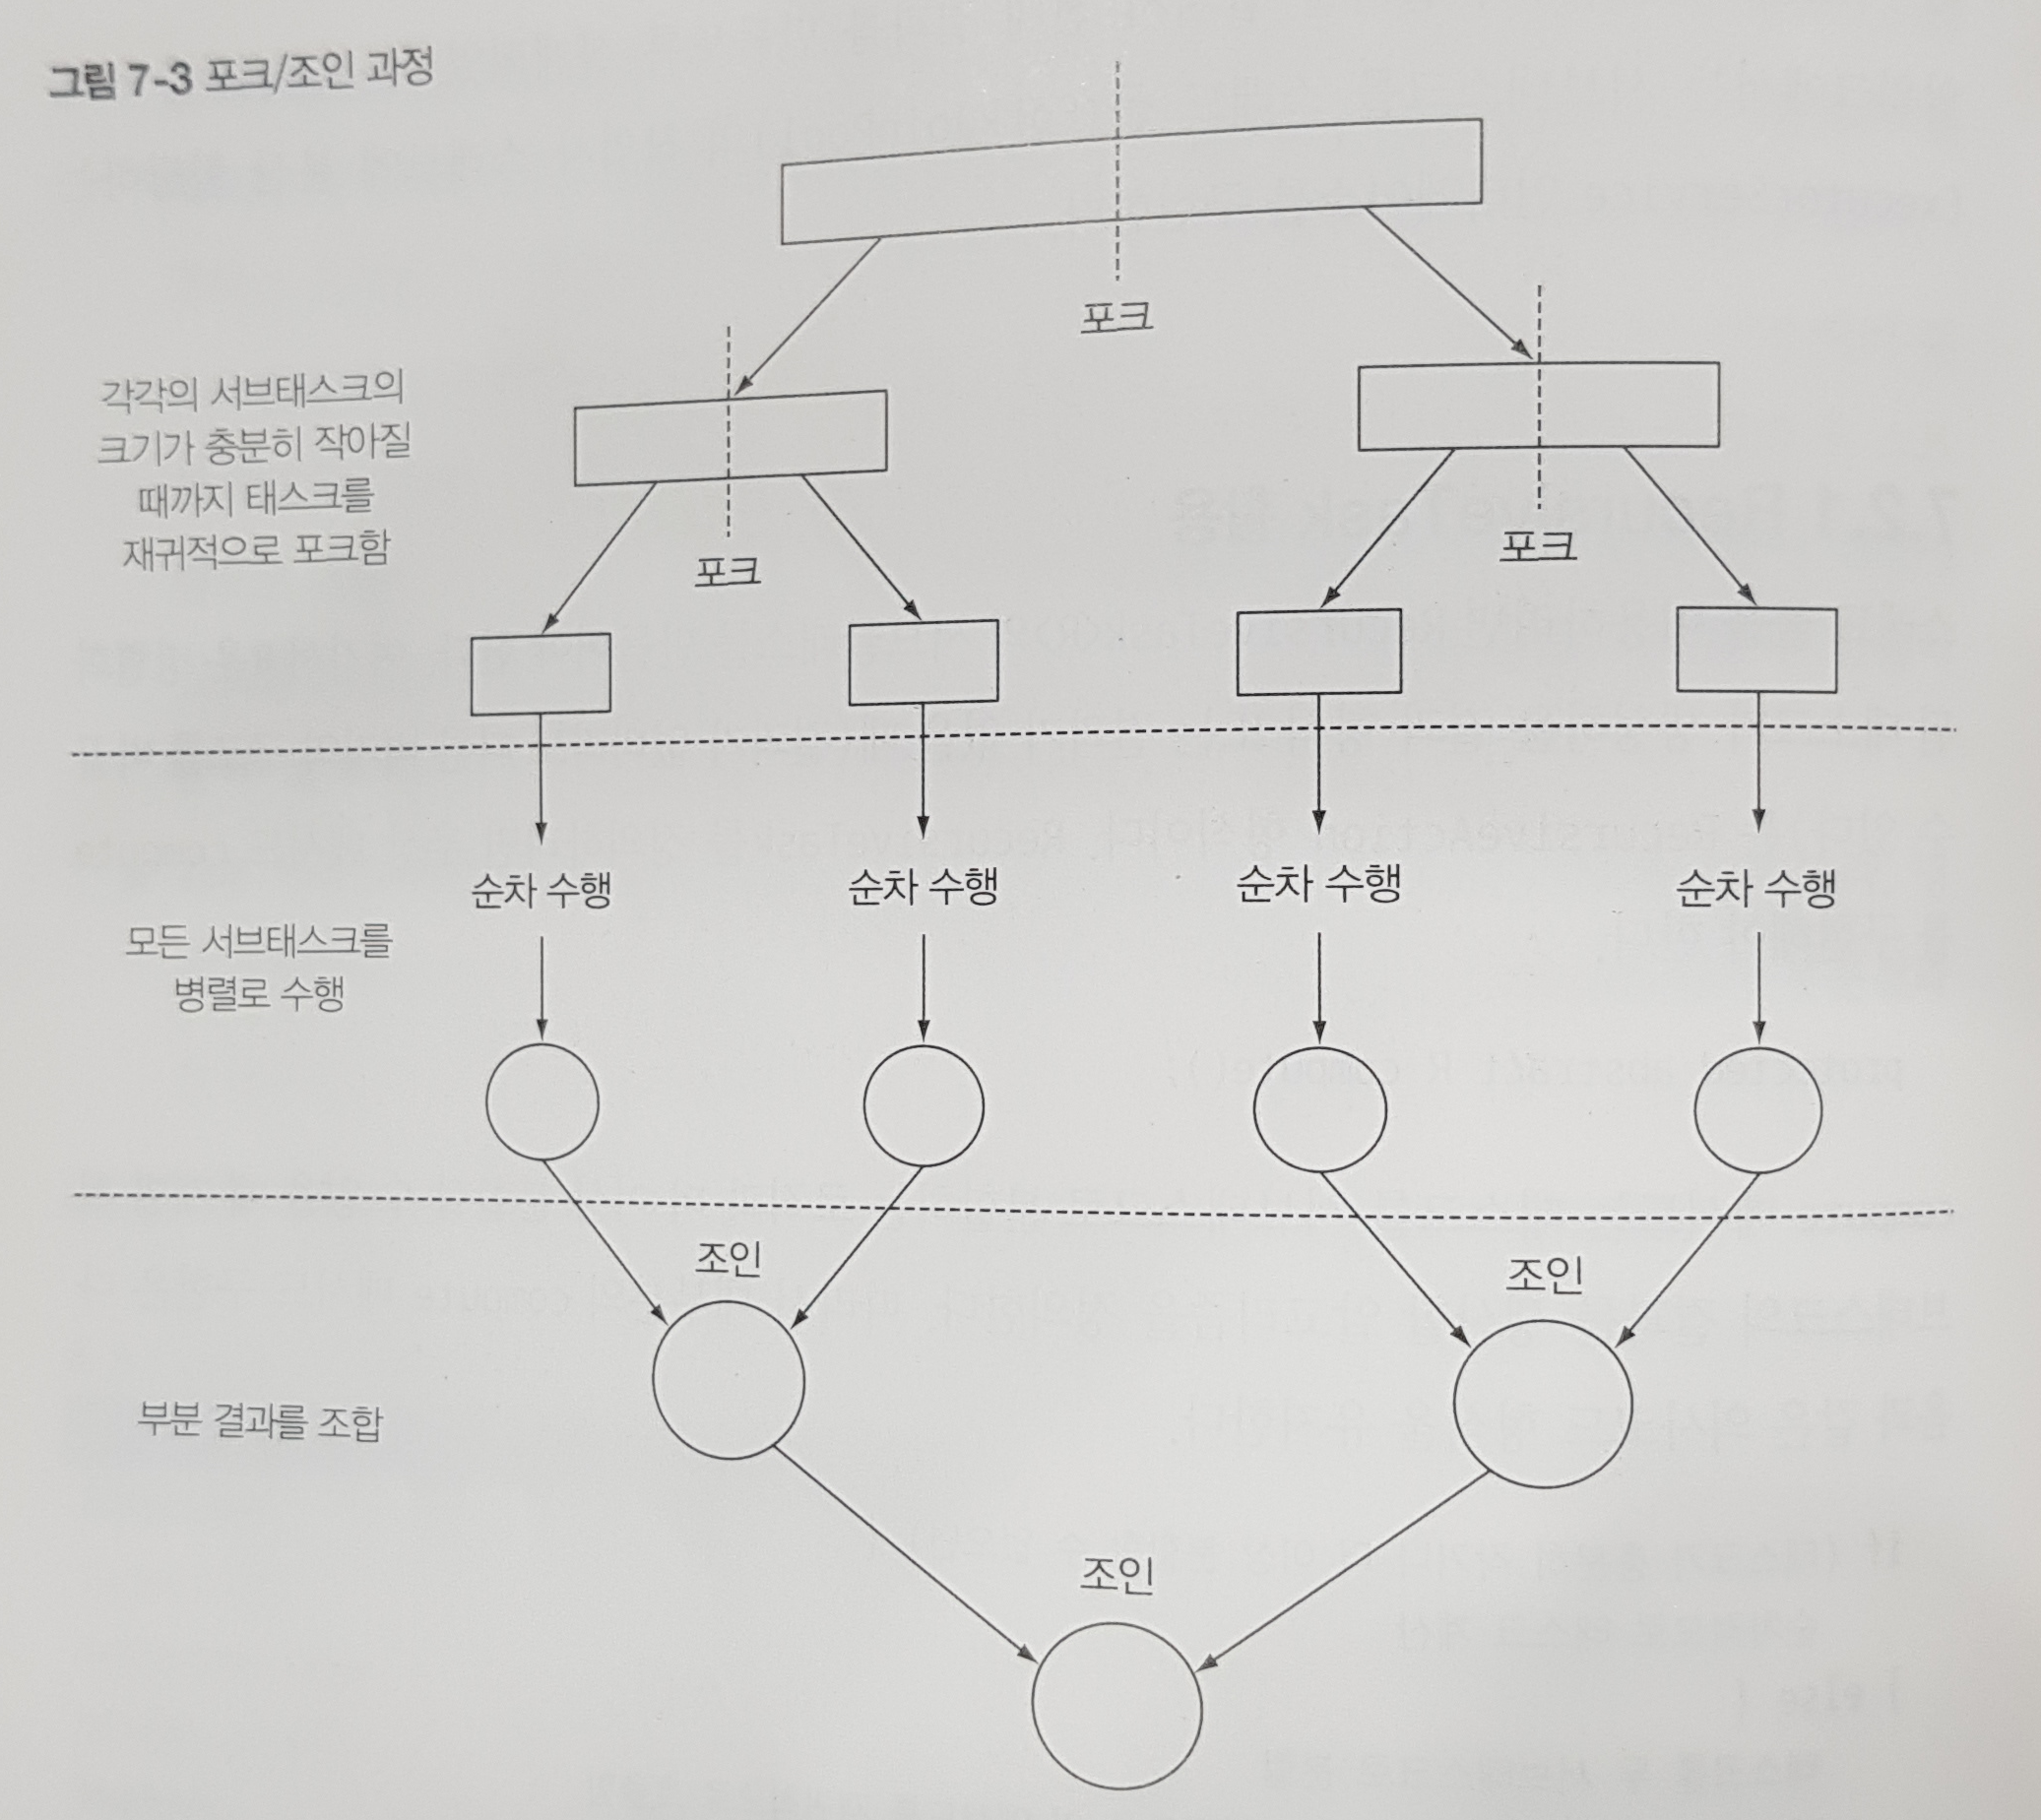 그림 7-3 포크/조인 과정
포크
각각의 서브태스크의
크기가 충분히 작아질
때까지 태스크를
재귀적으로 포크함
포크
포크
순차 수행
순차 수행
순차 수행
순차 수행
모든 서브태스크를
병렬로 수행
조인
조인
부분 결과를 조합
조인